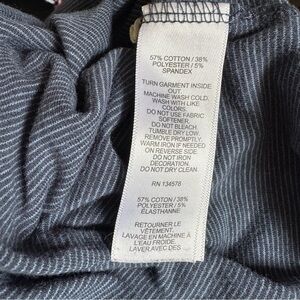 57% COTTON / 38%
POLYESTER / 5%
SPANDEX
TURN GARMENT INSIDE
OUT.
MACHINE WASH COLD.
WASH WITH LIKE
COLORS.
DO NOT USE FABRIC
SOFTENER.
DO NOT BLEACH.
TUMBLE DRY LOW.
REMOVE PROMPTLY.
WARM IRON IF NEEDED
ON REVERSE SIDE.
DO NOT IRON
DECORATION.
DO NOT DRY CLEAN.
RN 134578
57% COTON / 38%
POLYESTER / 5%
ÉLASTHANNE
RETOURNER LE
VÊTEMENT.
LAVAGE EN MACHINE À
L'EAU FROIDE.
LAVER AVEC DES